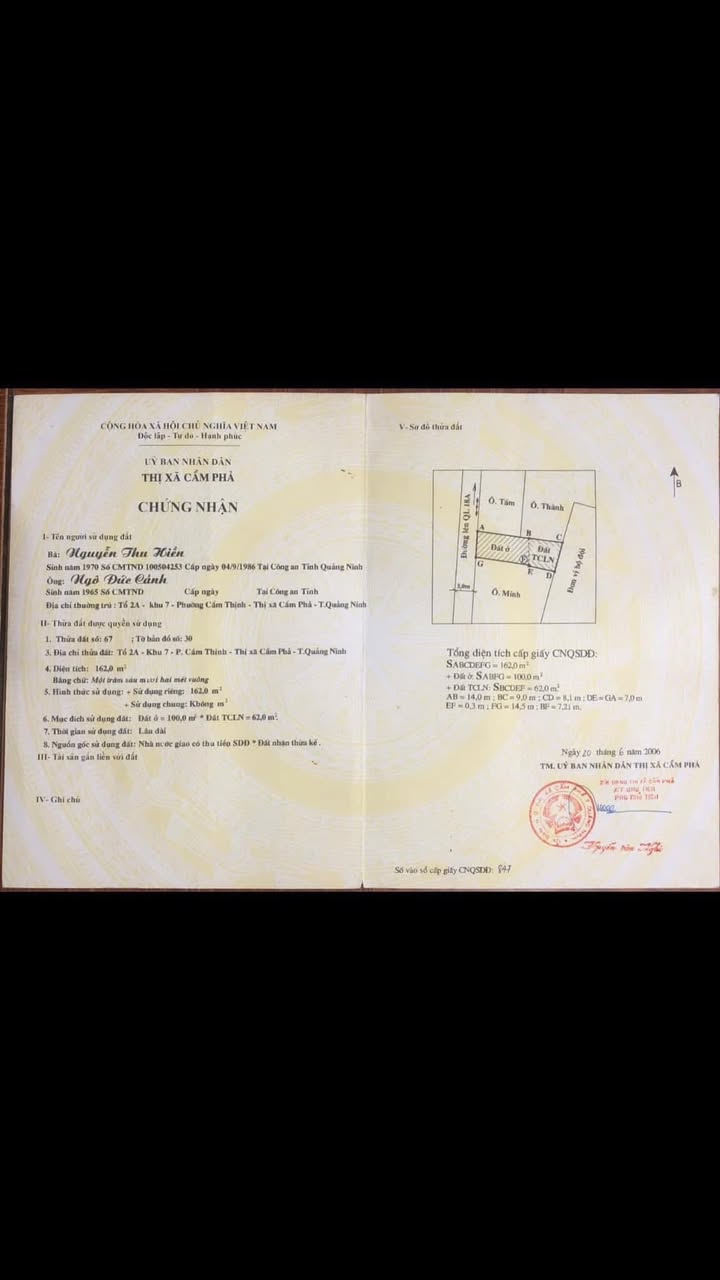 CỘNG HÒA XÃ HỘI CHỦ NGHĨA VIỆT NAM
Độc lập - Tự do - Hạnh phúc
UỶ BAN NHÂN DÂN
THỊ XÃ CẨM PHẢ
CHỨNG NHẬN
I- Tên người sử dụng đất
Bà: Nguyễn Thu Hiền
Sinh năm 1970 Số CMTND 100504253 Cấp ngày 04/9/1986 Tại Công an Tỉnh Quảng Ninh
Ông: Ngô Đức Cảnh
Sinh năm 1965 Số CMTND Cấp ngày Tại Công an Tỉnh
Địa chỉ thường trú : Tổ 2A - khu 7 - Phường Cẩm Thịnh - Thị xã Cẩm Phả - T.Quảng Ninh
II- Thửa đất được quyền sử dụng
1. Thửa đất số: 67 ; Tờ bản đồ số: 30
3. Địa chỉ thửa đất: Tổ 2A - Khu 7 - P. Cẩm Thịnh - Thị xã Cẩm Phả - T.Quảng Ninh
4. Diện tích: 162,0 m²
Bằng chữ: Một trăm sáu mươi hai mét vuông
5. Hình thức sử dụng: + Sử dụng riêng: 162,0 m²
+ Sử dụng chung: Không m²
6. Mục đích sử dụng đất: Đất ở = 100,0 m² * Đất TCLN = 62,0 m².
7. Thời gian sử dụng đất: Lâu dài
8. Nguồn gốc sử dụng đất: Nhà nước giao có thu tiền SDĐ * Đất nhận thừa kế .
III- Tài sản gắn liền với đất
IV- Ghi chú
V- Sơ đồ thửa đất
B
Đường lên QL 18A
Ô. Tâm
Ô. Thành
A
B
C
Đất ở
Đất
TCLN
F
G
E
D
Đơn vị bộ đội
Ô. Minh
Tổng diện tích cấp giấy CNQSDĐ:
SABCDEFG = 162,0 m²
+ Đất ở: SABFG = 100,0 m²
+ Đất TCLN: SBCDEF = 62,0 m²
AB = 14,0 m ; BC = 9,0 m ; CD = 8,1 m ; DE = GA = 7,0 m
EF = 0,3 m ; FG = 14,5 m ; BF = 7,21 m.
Ngày 20 tháng 6 năm 2006
TM. UỶ BAN NHÂN DÂN THỊ XÃ CẨM PHẢ
Số vào sổ cấp giấy CNQSDĐ: 847